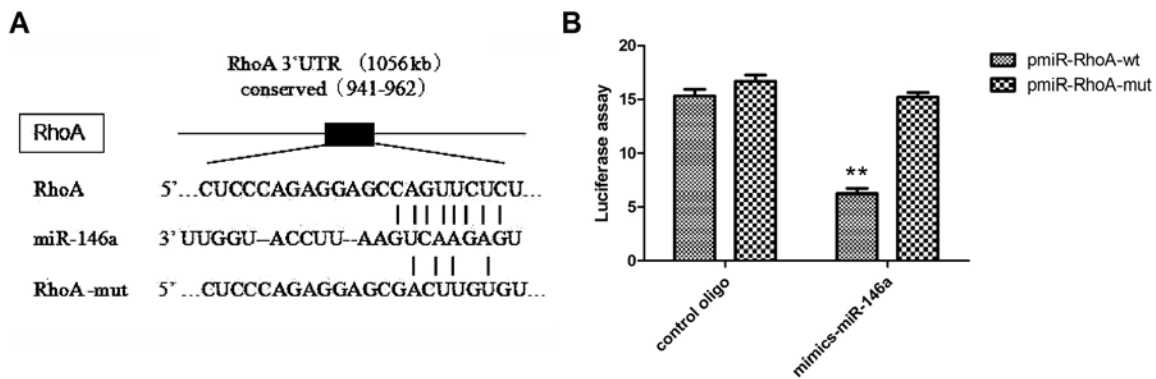 A
RhoA 3'UTR (1056kb)
conserved (941-962)
RhoA
RhoA 5'...CUCCCAGAGGAGCCAGUUCUCU...
miR-146a 3' UUGGU–ACCUU–AAGUCAAGAGU
RhoA-mut 5' ...CUCCCAGAGGAGCGACUUGUGU...
B
20
15
10
5
0
Luciferase assay
**
control oligo
mimics-miR-146a
pmiR-RhoA-wt
pmiR-RhoA-mut